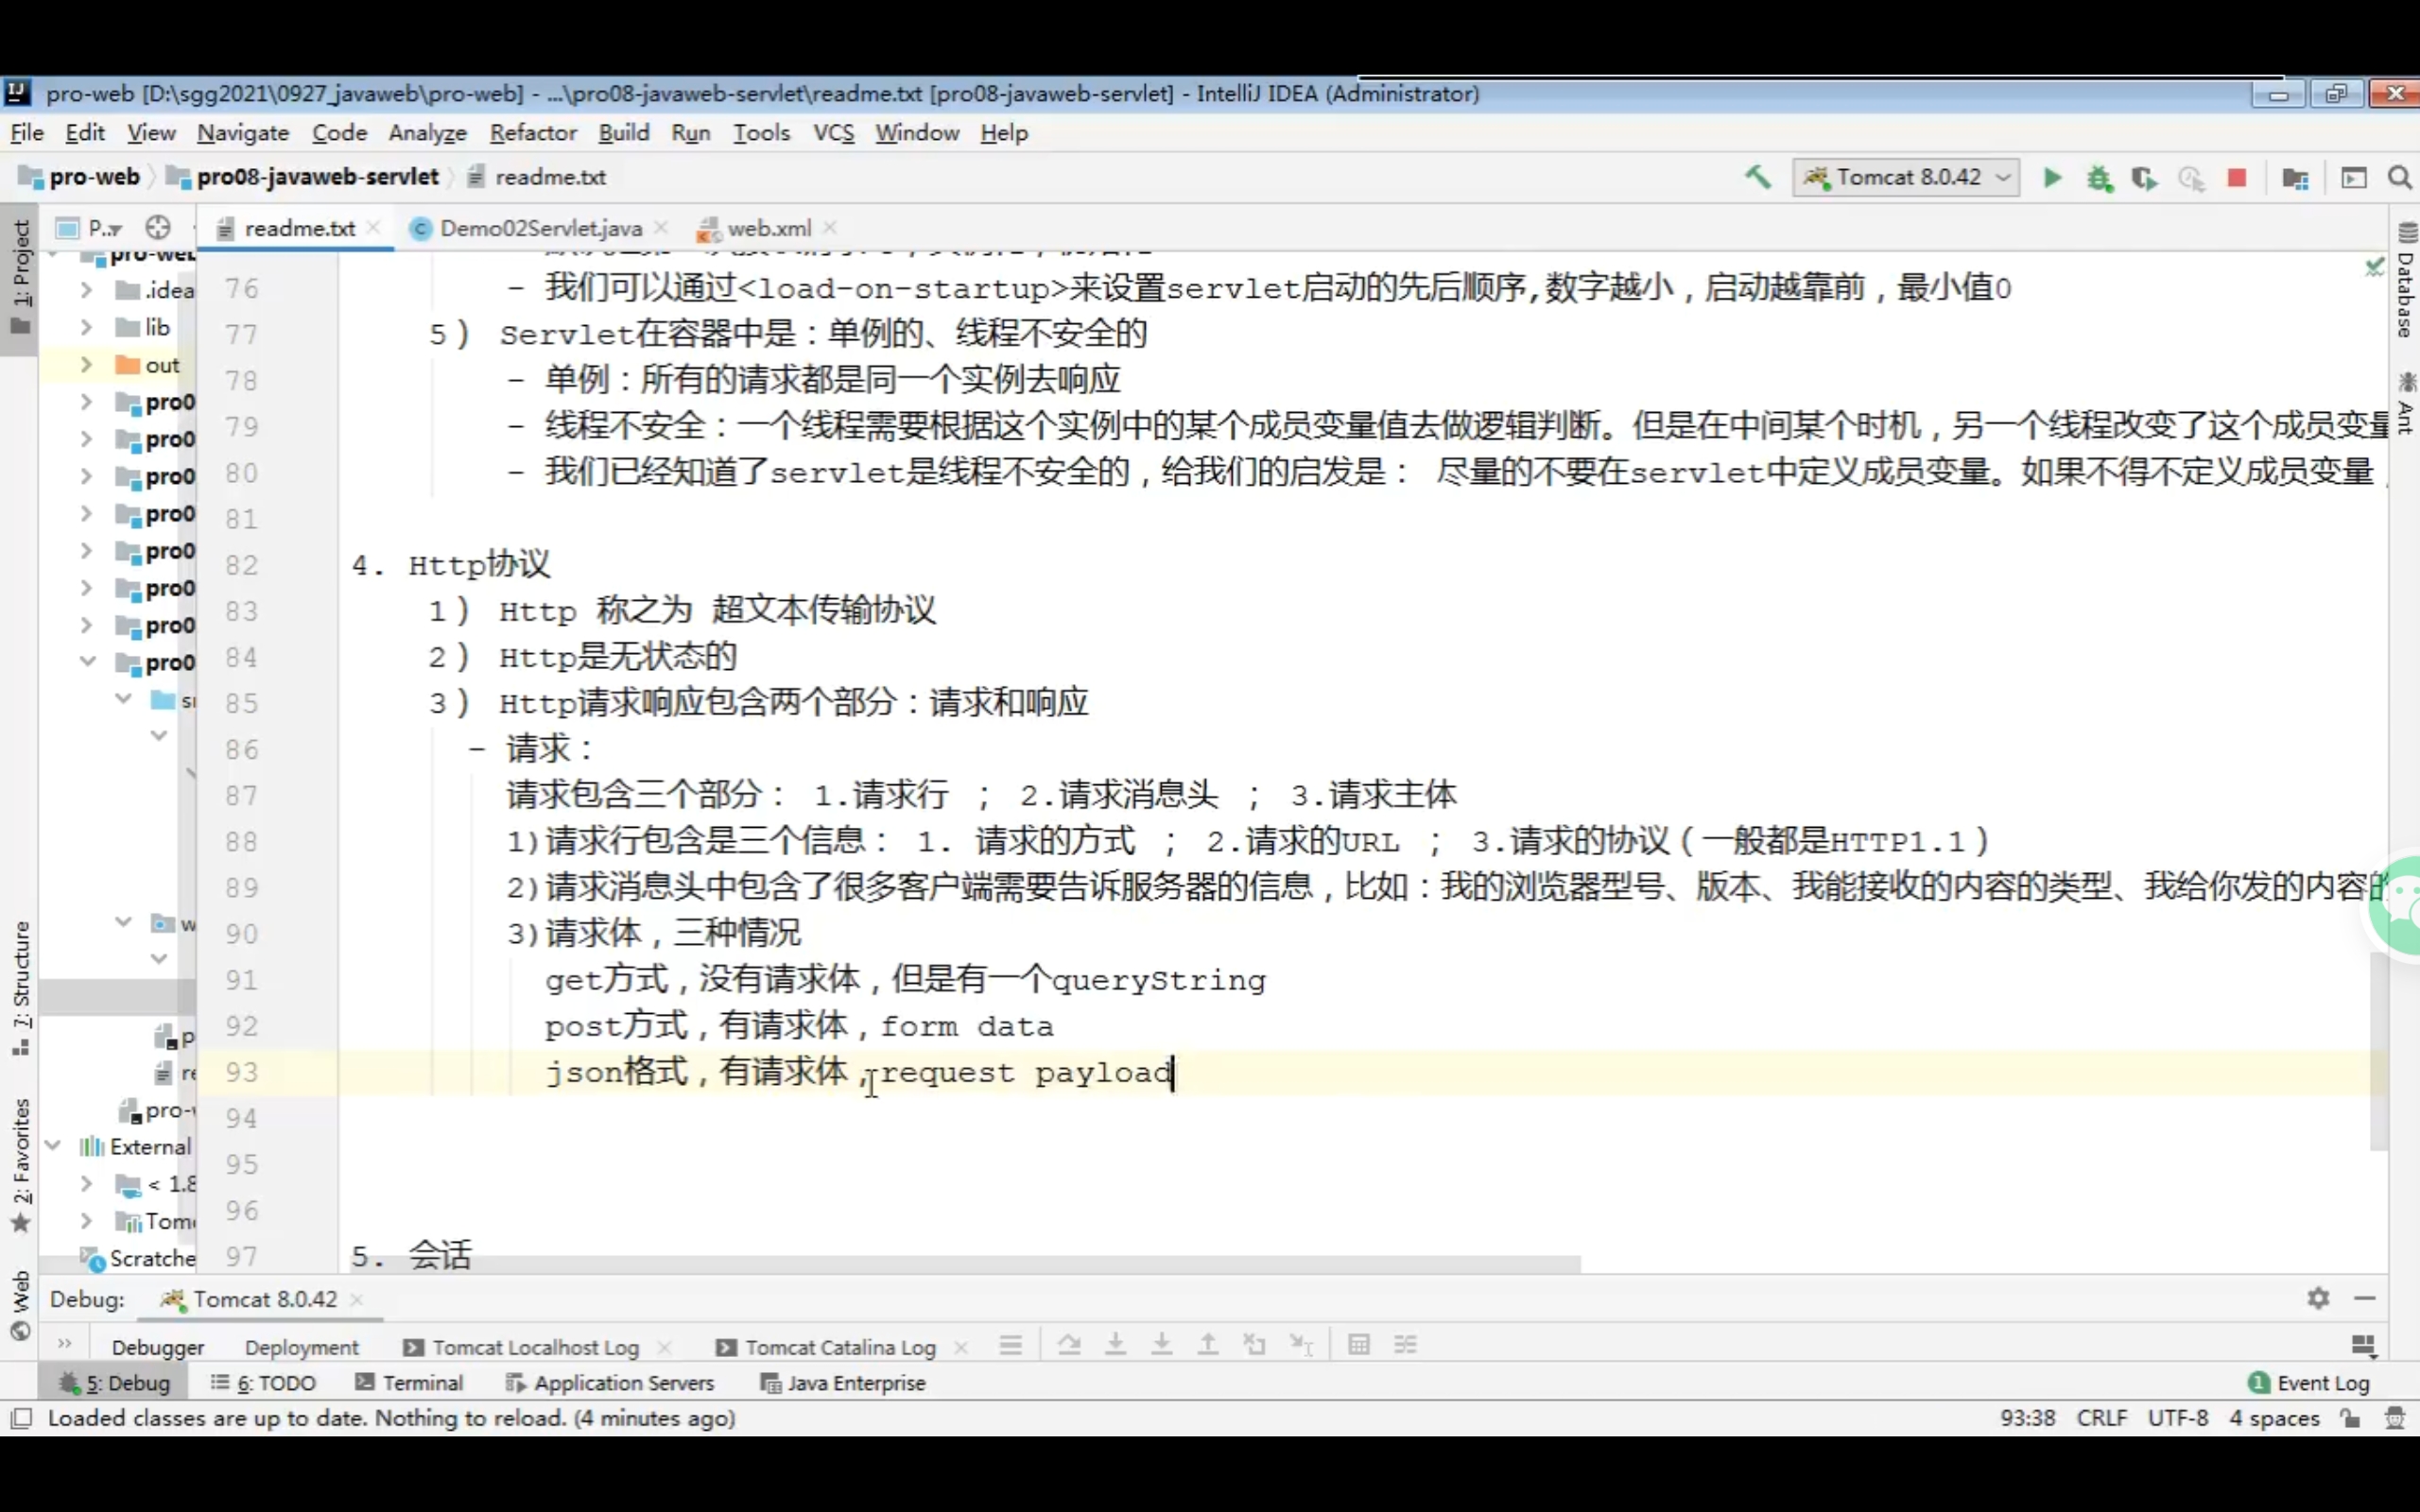 pro-web [D:\sgg2021\0927_javaweb\pro-web] - ...\pro08-javaweb-servlet\readme.txt [pro08-javaweb-servlet] - IntelliJ IDEA (Administrator)
File Edit View Navigate Code Analyze Refactor Build Run Tools VCS Window Help
pro-web pro08-javaweb-servlet readme.txt Tomcat 8.0.42
1: Project
P.. readme.txt Demo02Servlet.java web.xml
Database
Ant
.idea
lib
out
pro0
pro0
pro0
pro0
pro0
pro0
pro0
pro0
External
< 1.8
Scratche
76 - 我们可以通过<load-on-startup>来设置servlet启动的先后顺序,数字越小，启动越靠前，最小值0
77 5） Servlet在容器中是：单例的、线程不安全的
78 - 单例：所有的请求都是同一个实例去响应
79 - 线程不安全：一个线程需要根据这个实例中的某个成员变量值去做逻辑判断。但是在中间某个时机，另一个线程改变了这个成员变量
80 - 我们已经知道了servlet是线程不安全的，给我们的启发是： 尽量的不要在servlet中定义成员变量。如果不得不定义成员变量，
81
82 4. Http协议
83 1） Http 称之为 超文本传输协议
84 2） Http是无状态的
85 3） Http请求响应包含两个部分：请求和响应
86 - 请求：
87 请求包含三个部分： 1.请求行 ； 2.请求消息头 ； 3.请求主体
88 1)请求行包含是三个信息： 1. 请求的方式 ； 2.请求的URL ； 3.请求的协议（一般都是HTTP1.1）
89 2)请求消息头中包含了很多客户端需要告诉服务器的信息，比如：我的浏览器型号、版本、我能接收的内容的类型、我给你发的内容的
90 3)请求体，三种情况
91 get方式，没有请求体，但是有一个queryString
92 post方式，有请求体，form data
93 json格式，有请求体，request payload
94
95
96
97 5. 会话
7: Structure
2: Favorites
Web
Debug: Tomcat 8.0.42
Debugger Deployment Tomcat Localhost Log Tomcat Catalina Log
5: Debug 6: TODO Terminal Application Servers Java Enterprise 1 Event Log
Loaded classes are up to date. Nothing to reload. (4 minutes ago) 93:38 CRLF UTF-8 4 spaces